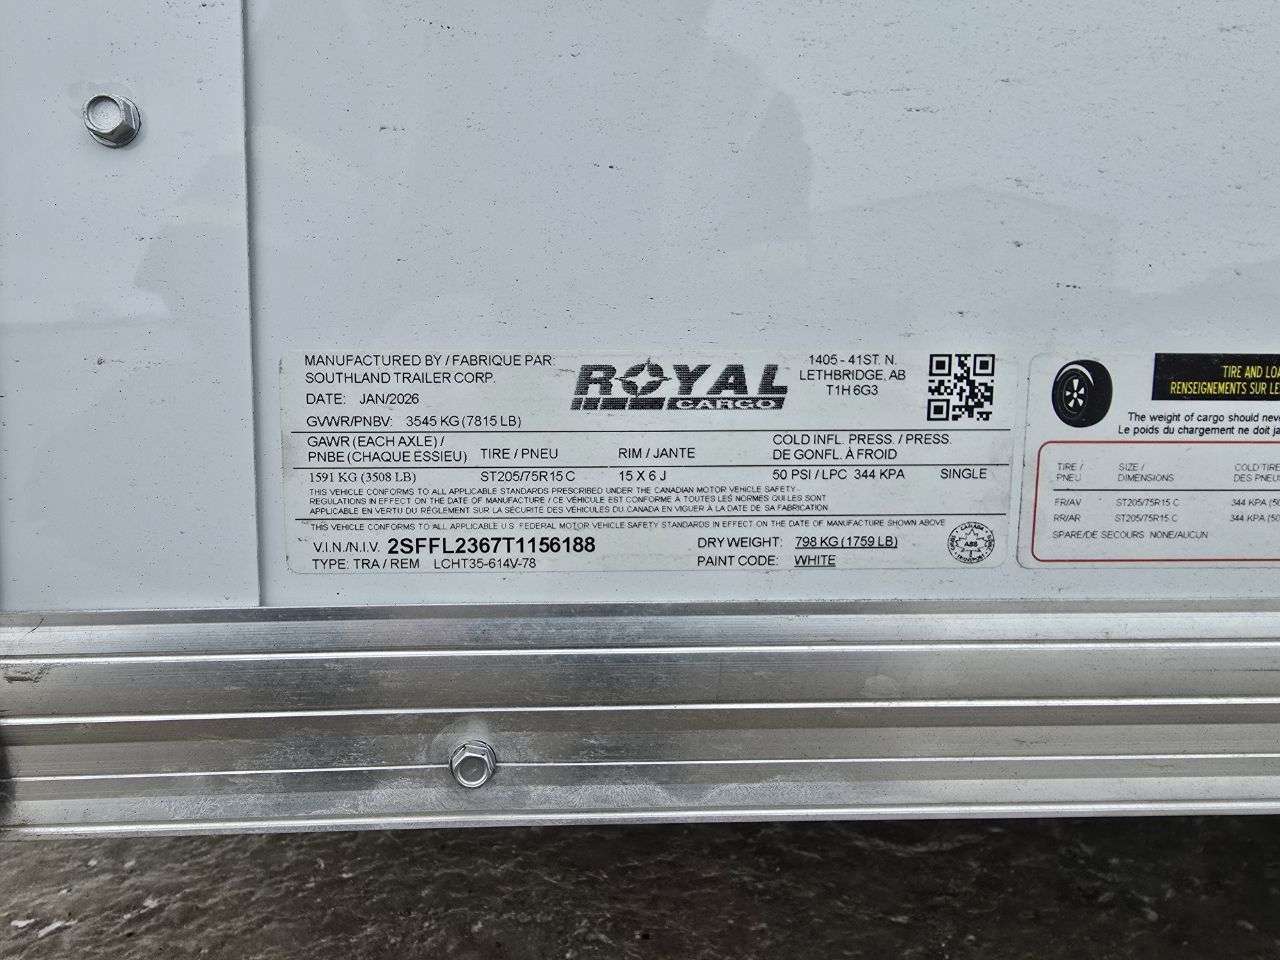 MANUFACTURED BY / FABRIQUE PAR:
SOUTHLAND TRAILER CORP.
DATE: JAN/2026
GVWR/PNBV: 3545 KG (7815 LB)
ROYAL
CARGO
1405 - 41ST. N.
LETHBRIDGE, AB
T1H 6G3
GAWR (EACH AXLE) /
PNBE (CHAQUE ESSIEU)
TIRE / PNEU
RIM / JANTE
COLD INFL. PRESS. / PRESS.
DE GONFL. À FROID
1591 KG (3508 LB) ST205/75R15 C 15 X 6 J 50 PSI / LPC 344 KPA SINGLE
THIS VEHICLE CONFORMS TO ALL APPLICABLE STANDARDS PRESCRIBED UNDER THE CANADIAN MOTOR VEHICLE SAFETY
REGULATIONS IN EFFECT ON THE DATE OF MANUFACTURE / CE VÉHICULE EST CONFORME À TOUTES LES NORMES QUI LES SONT
APPLICABLE EN VERTU DU RÈGLEMENT SUR LA SÉCURITÉ DES VÉHICULES DU CANADA EN VIGUER À LA DATE DE SA FABRICATION
THIS VEHICLE CONFORMS TO ALL APPLICABLE U.S. FEDERAL MOTOR VEHICLE SAFETY STANDARDS IN EFFECT ON THE DATE OF MANUFACTURE SHOWN ABOVE
V.I.N./N.I.V. 2SFFL2367T1156188 DRY WEIGHT: 798 KG (1759 LB)
TYPE: TRA / REM LCHT35-614V-78 PAINT CODE: WHITE
CANADA
TIRE AND LOA
RENSEIGNEMENTS SUR LE
The weight of cargo should neve
Le poids du chargement ne doit ja
TIRE /
PNEU
SIZE /
DIMENSIONS
COLD TIRE
DES PNEU
FR/AV ST205/75R15 C 344 KPA (50
RR/AR ST205/75R15 C 344 KPA (50
SPARE/DE SECOURS NONE/AUCUN